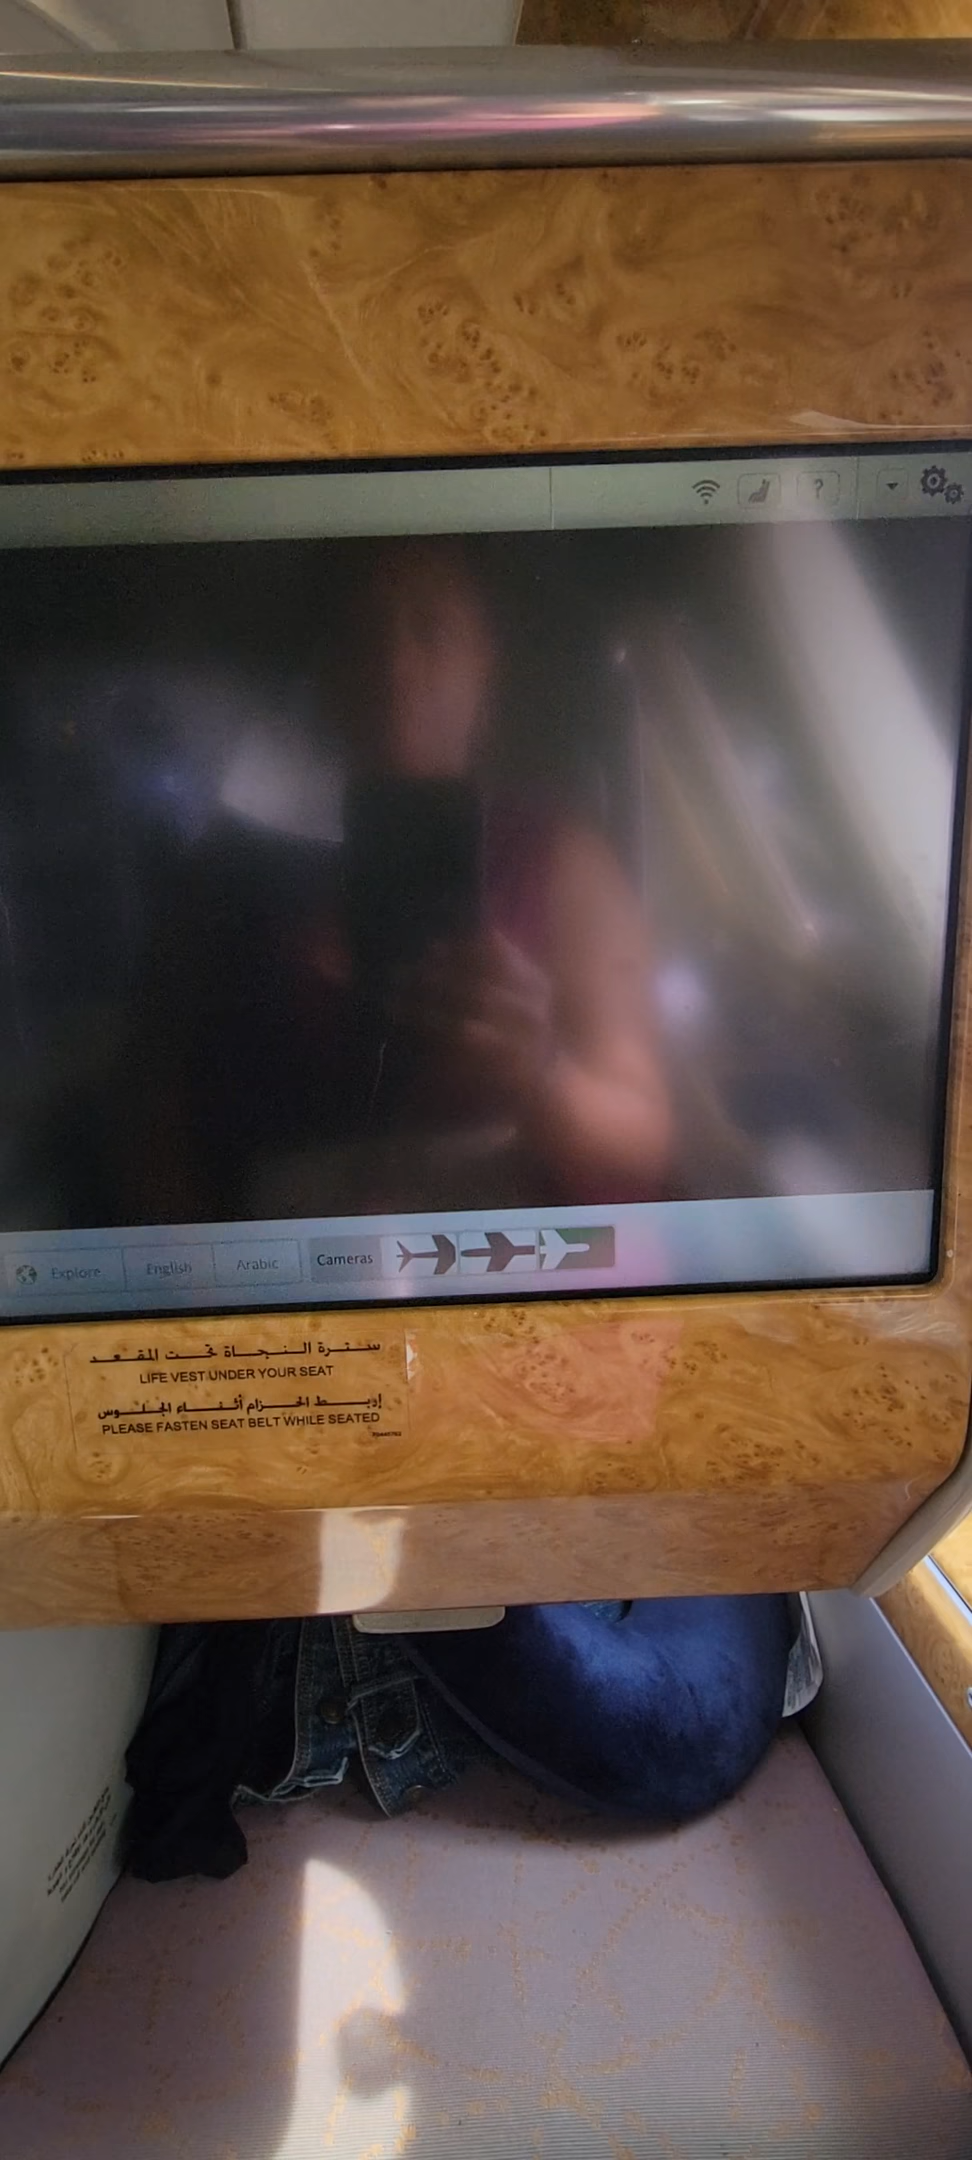 ?
Explore English Arabic Cameras
سترة النجاة تحت المقعد
LIFE VEST UNDER YOUR SEAT
إربط الحزام أثناء الجلوس
PLEASE FASTEN SEAT BELT WHILE SEATED